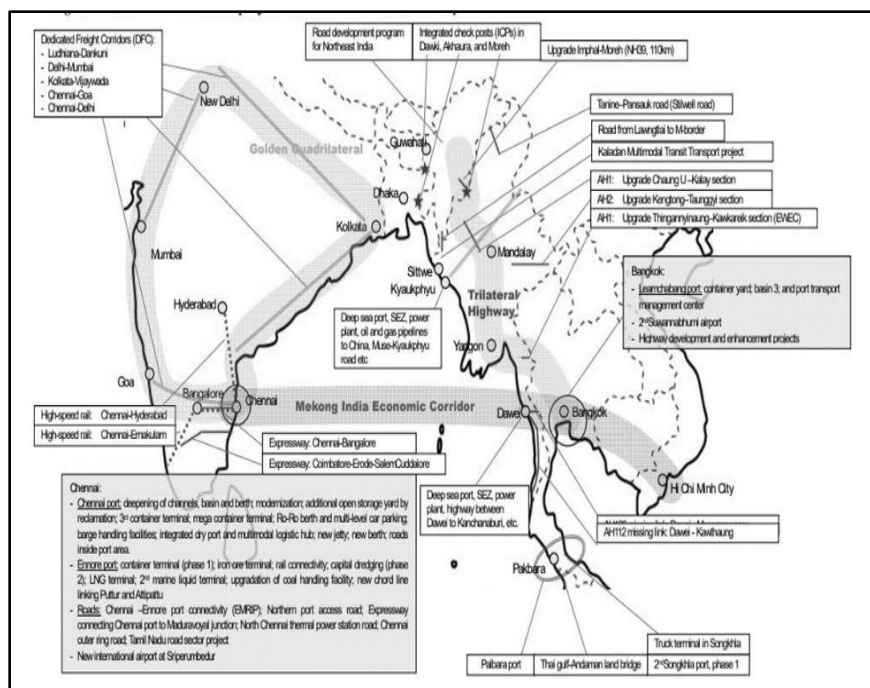 Dedicated Freight Corridors (DFC):
- Ludhiana-Dankuni
- Delhi-Mumbai
- Kolkata-Vijaywada
- Chennai-Goa
- Chennai-Delhi
Road development program
for Northeast India
Integrated check posts (ICPs) in
Dawki, Akhaura, and Moreh
Upgrade Imphal-Moreh (NH39, 110km)
New Delhi
Golden Quadrilateral
Guwahati
Dhaka
Kolkata
Mumbai
Hyderabad
Goa
Bangalore
Chennai
Tanine–Pansauk road (Stilwell road)
Road from Lawngtlai to M-border
Kaladan Multimodal Transit Transport project
AH1: Upgrade Chaung U –Kalay section
AH2: Upgrade Kengtong–Taunggyi section
AH1: Upgrade Thingannyinaung–Kawkareik section (EWEC)
Mandalay
Sittwe
Kyaukphyu
Trilateral
Highway
Yangon
Deep sea port, SEZ, power
plant, oil and gas pipelines
to China, Muse-Kyaukphyu
road etc
Bangkok:
- Learnchabang port: container yard; basin 3; and port transport
management center
- 2nd Suwannabhumi airport
- Highway development and enhancement projects
Mekong India Economic Corridor
Dawei
Bangkok
Hi Chi Minh City
High-speed rail: Chennai-Hyderabad
High-speed rail: Chennai-Ernakulam
Expressway: Chennai-Bangalore
Expressway: Coimbatore-Erode-SalemCuddalore
Deep sea port, SEZ, power
plant, highway between
Dawei to Kanchanaburi, etc.
AH112 missing link: Dawei - Kawthaung
Chennai:
- Chennai port: deepening of channels, basin and berth; modernization; additional open storage yard by
reclamation; 3rd container terminal; mega container terminal; Ro-Ro berth and multi-level car parking;
barge handling facilities; integrated dry port and multimodal logistic hub; new jetty; new berth; roads
inside port area.
- Ennore port: container terminal (phase 1); iron ore terminal; rail connectivity; capital dredging (phase
2); LNG terminal; 2nd marine liquid terminal; upgradation of coal handling facility; new chord line
linking Puttur and Attipattu
- Roads: Chennai –Ennore port connectivity (EMRIP); Northern port access road; Expressway
connecting Chennai port to Maduravoyal junction; North Chennai thermal power station road; Chennai
outer ring road; Tamil Nadu road sector project
- New international airport at Sriperumbedur
Pakbara
Truck terminal in Songkhla
Palbara port
Thai gulf-Andaman land bridge
2nd Songkhla port, phase 1